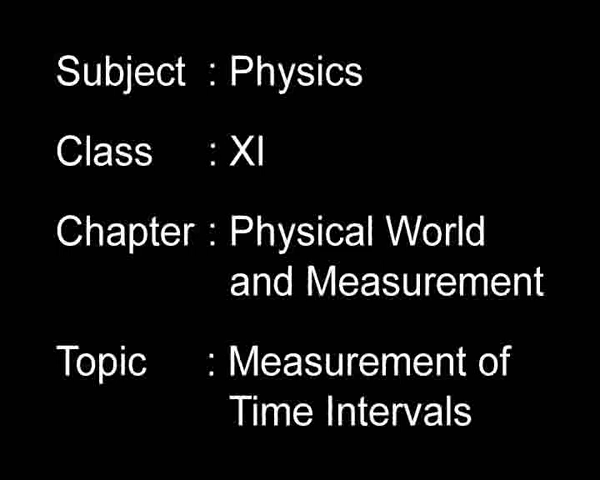 Subject : Physics
Class : XI
Chapter : Physical World
and Measurement
Topic : Measurement of
Time Intervals